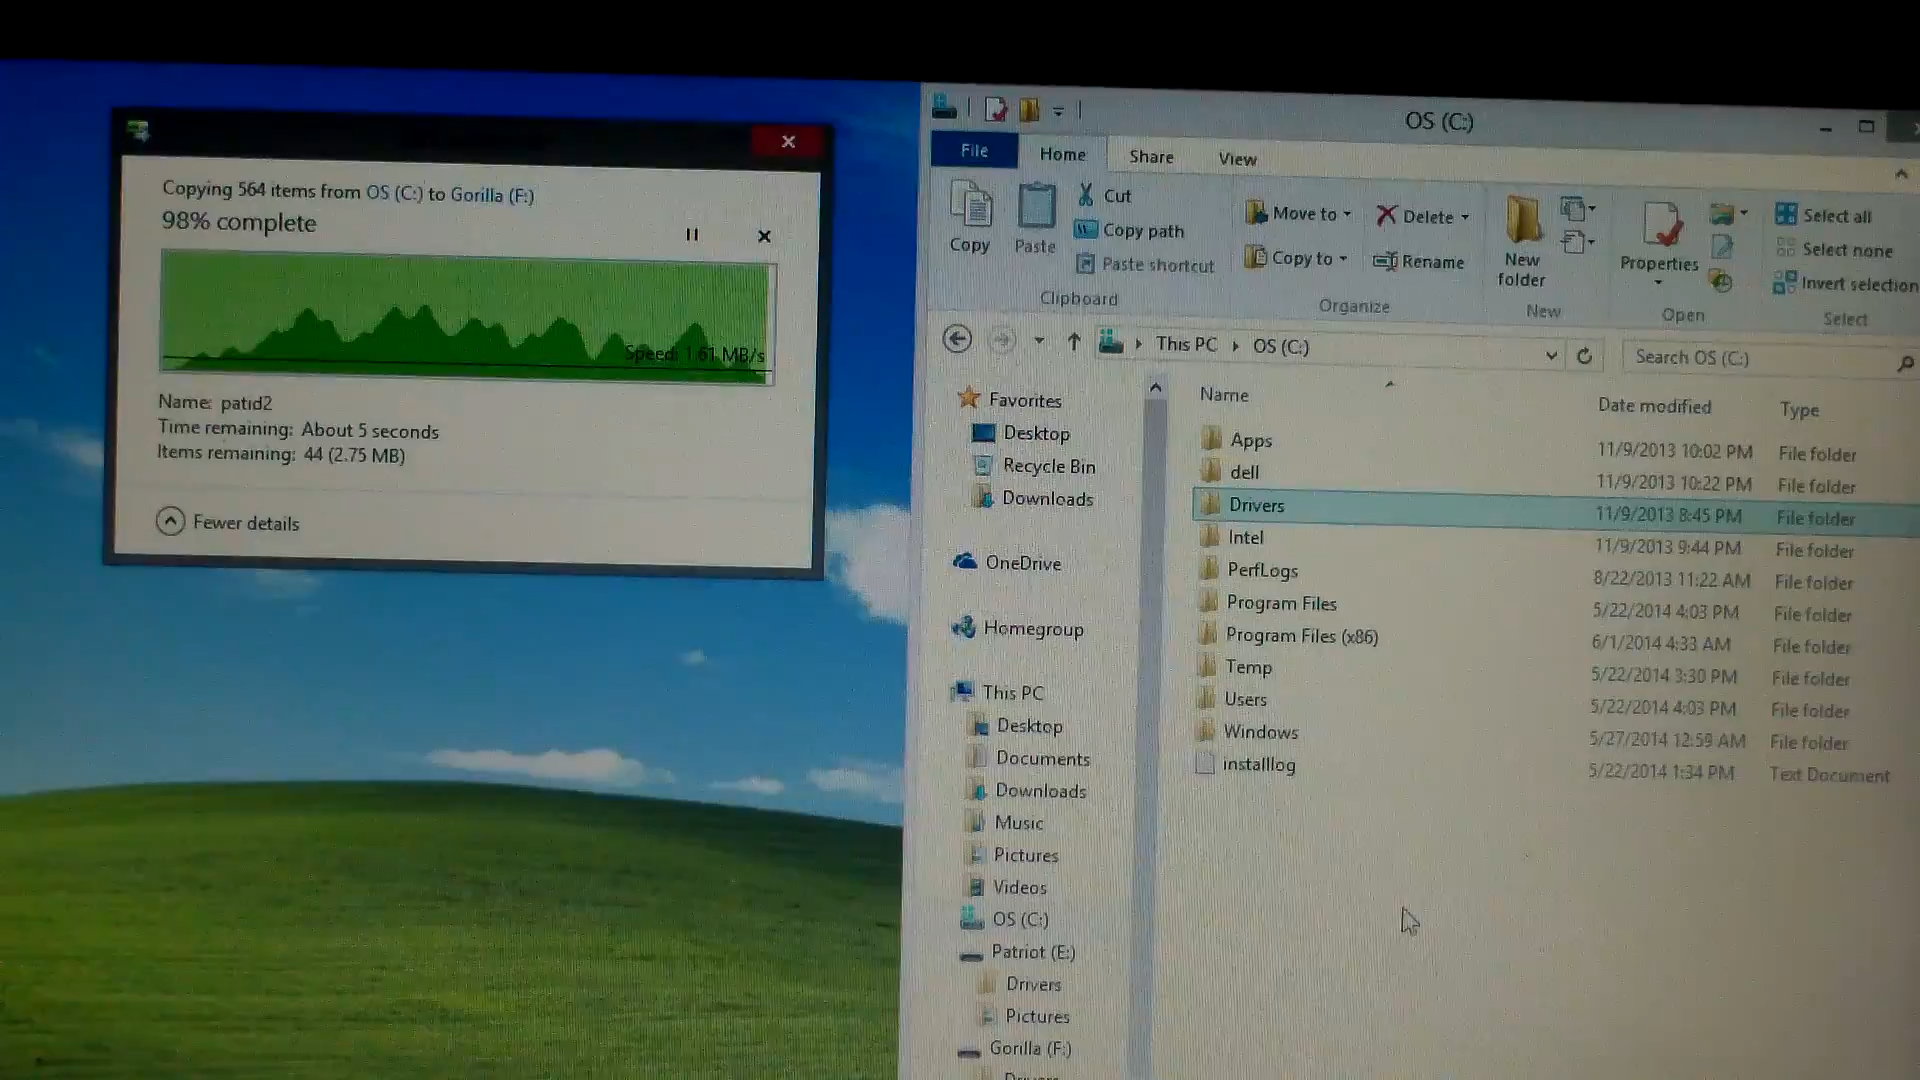 Copying 564 items from OS (C:) to Gorilla (F:)
98% complete
Speed: 1.61 MB/s
Name: patid2
Time remaining: About 5 seconds
Items remaining: 44 (2.75 MB)
Fewer details
OS (C:)
File Home Share View
Copy
Paste
Cut
Copy path
Paste shortcut
Clipboard
Move to
Copy to
Delete
Rename
Organize
New folder
New
Properties
Open
Select all
Select none
Invert selection
Select
This PC OS (C:)
Search OS (C:)
Favorites
Desktop
Recycle Bin
Downloads
OneDrive
Homegroup
This PC
Desktop
Documents
Downloads
Music
Pictures
Videos
OS (C:)
Patriot (E:)
Drivers
Pictures
Gorilla (F:)
Drivers
Name Date modified Type
Apps 11/9/2013 10:02 PM File folder
dell 11/9/2013 10:22 PM File folder
Drivers 11/9/2013 8:45 PM File folder
Intel 11/9/2013 9:44 PM File folder
PerfLogs 8/22/2013 11:22 AM File folder
Program Files 5/22/2014 4:03 PM File folder
Program Files (x86) 6/1/2014 4:33 AM File folder
Temp 5/22/2014 3:30 PM File folder
Users 5/22/2014 4:03 PM File folder
Windows 5/27/2014 12:59 AM File folder
installlog 5/22/2014 1:34 PM Text Document